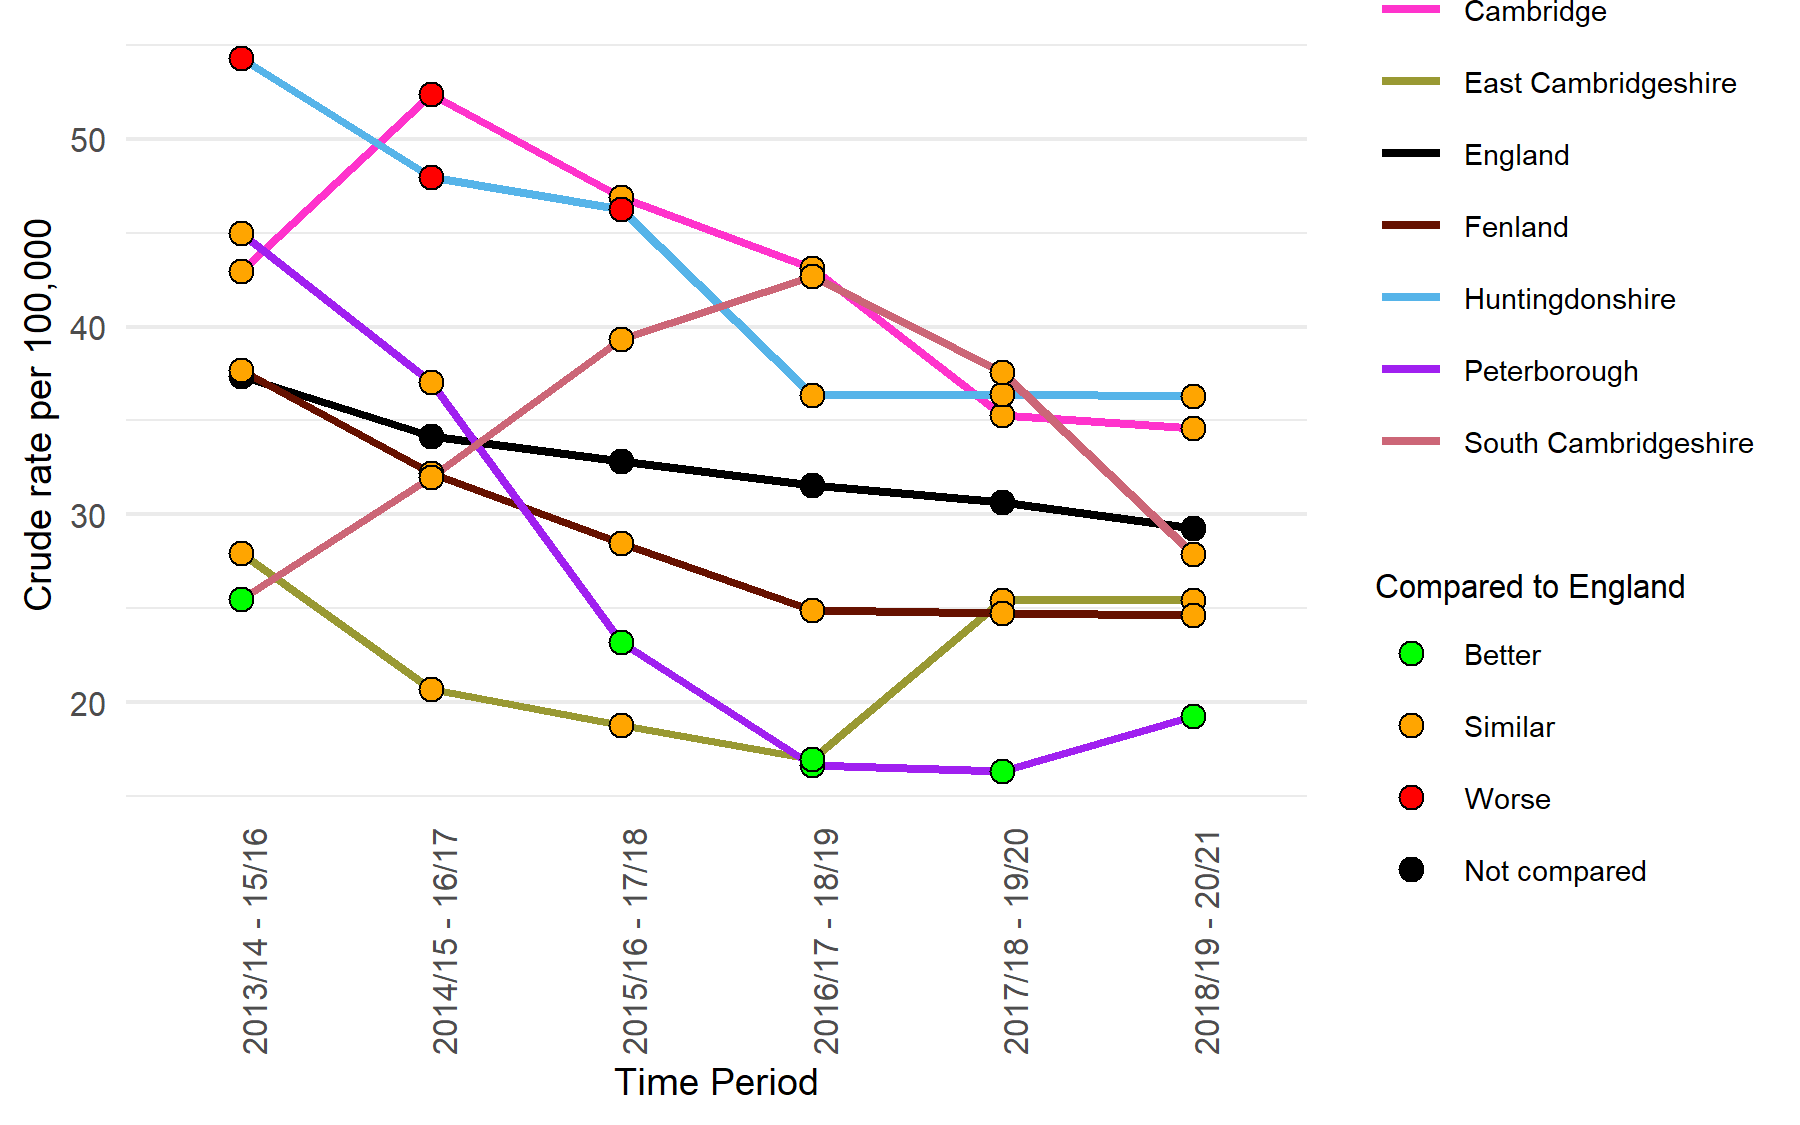 Cambridge
East Cambridgeshire
England
Fenland
Huntingdonshire
Peterborough
South Cambridgeshire
Compared to England
Better
Similar
Worse
Not compared
Crude rate per 100,000
50
40
30
20
2013/14 - 15/16
2014/15 - 16/17
2015/16 - 17/18
2016/17 - 18/19
2017/18 - 19/20
2018/19 - 20/21
Time Period